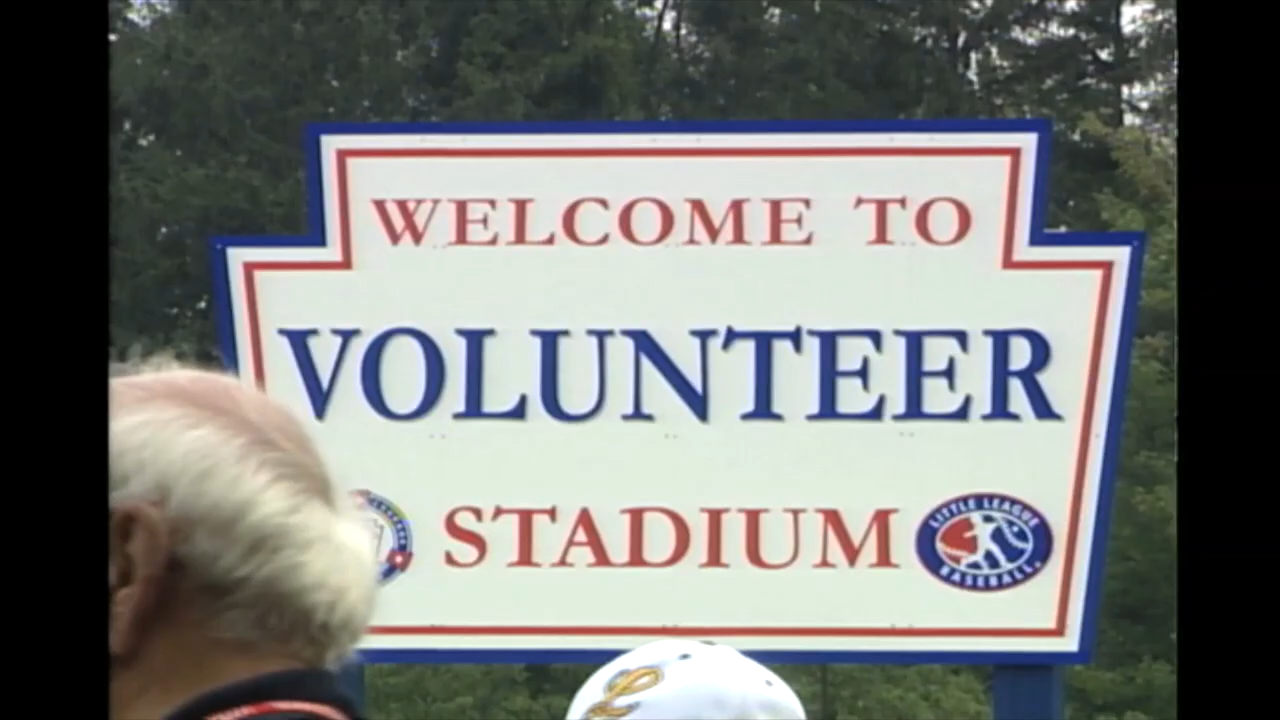 WELCOME TO
VOLUNTEER
STADIUM
LITTLE LEAGUE
BASEBALL
L